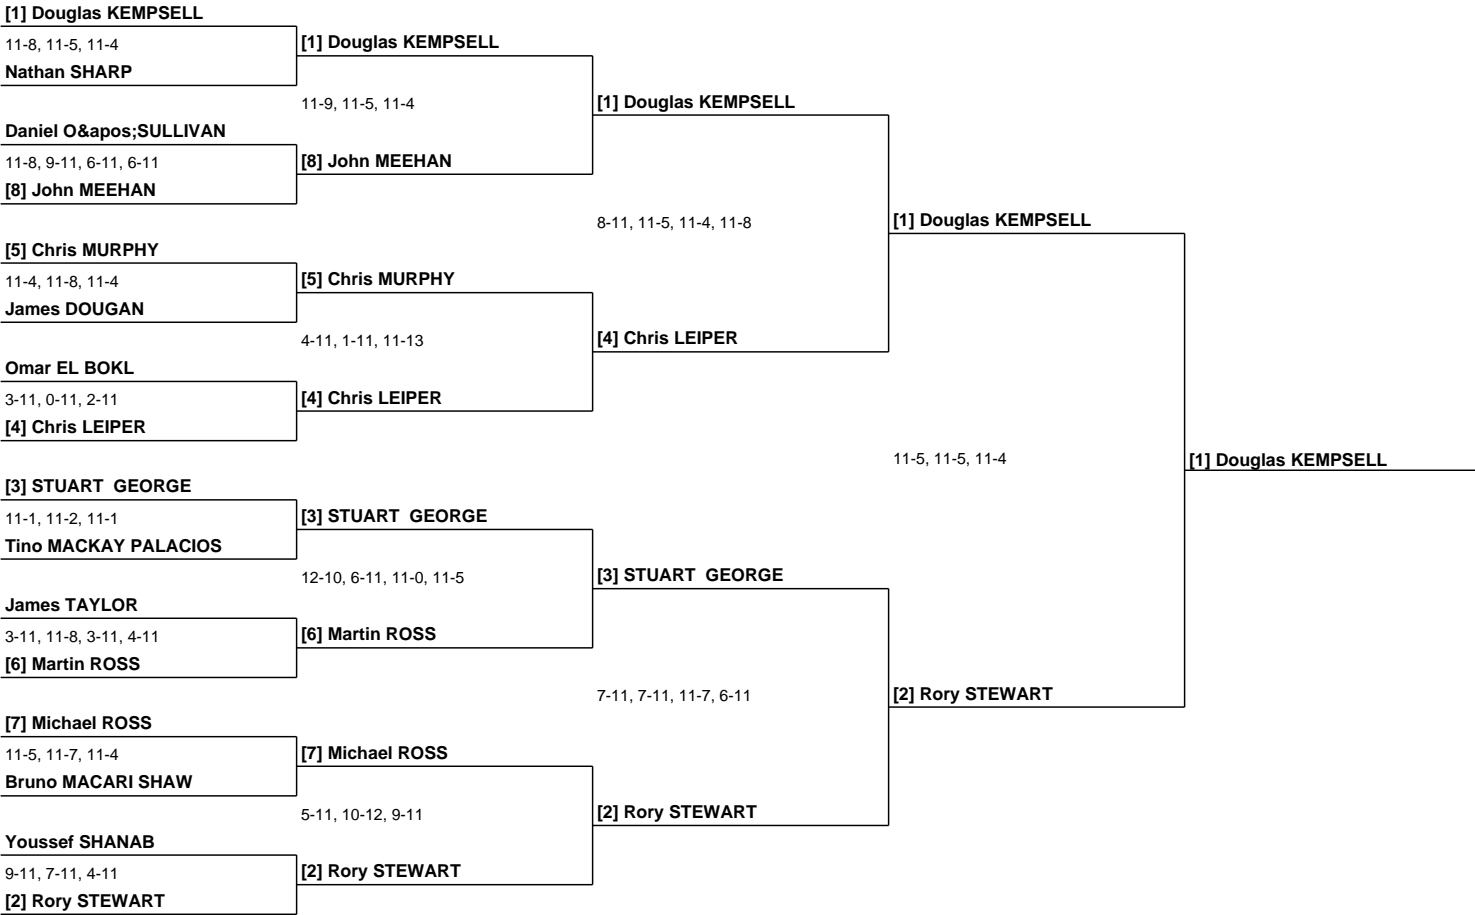 [1] Douglas KEMPSELL
11-8, 11-5, 11-4
Nathan SHARP
Daniel O&apos;SULLIVAN
11-8, 9-11, 6-11, 6-11
[8] John MEEHAN
[5] Chris MURPHY
11-4, 11-8, 11-4
James DOUGAN
Omar EL BOKL
3-11, 0-11, 2-11
[4] Chris LEIPER
[3] STUART  GEORGE
11-1, 11-2, 11-1
Tino MACKAY PALACIOS
James TAYLOR
3-11, 11-8, 3-11, 4-11
[6] Martin ROSS
[7] Michael ROSS
11-5, 11-7, 11-4
Bruno MACARI SHAW
Youssef SHANAB
9-11, 7-11, 4-11
[2] Rory STEWART
[1] Douglas KEMPSELL
11-9, 11-5, 11-4
[8] John MEEHAN
[5] Chris MURPHY
4-11, 1-11, 11-13
[4] Chris LEIPER
[3] STUART  GEORGE
12-10, 6-11, 11-0, 11-5
[6] Martin ROSS
[7] Michael ROSS
5-11, 10-12, 9-11
[2] Rory STEWART
[1] Douglas KEMPSELL
8-11, 11-5, 11-4, 11-8
[4] Chris LEIPER
[3] STUART  GEORGE
7-11, 7-11, 11-7, 6-11
[2] Rory STEWART
[1] Douglas KEMPSELL
11-5, 11-5, 11-4
[2] Rory STEWART
[1] Douglas KEMPSELL